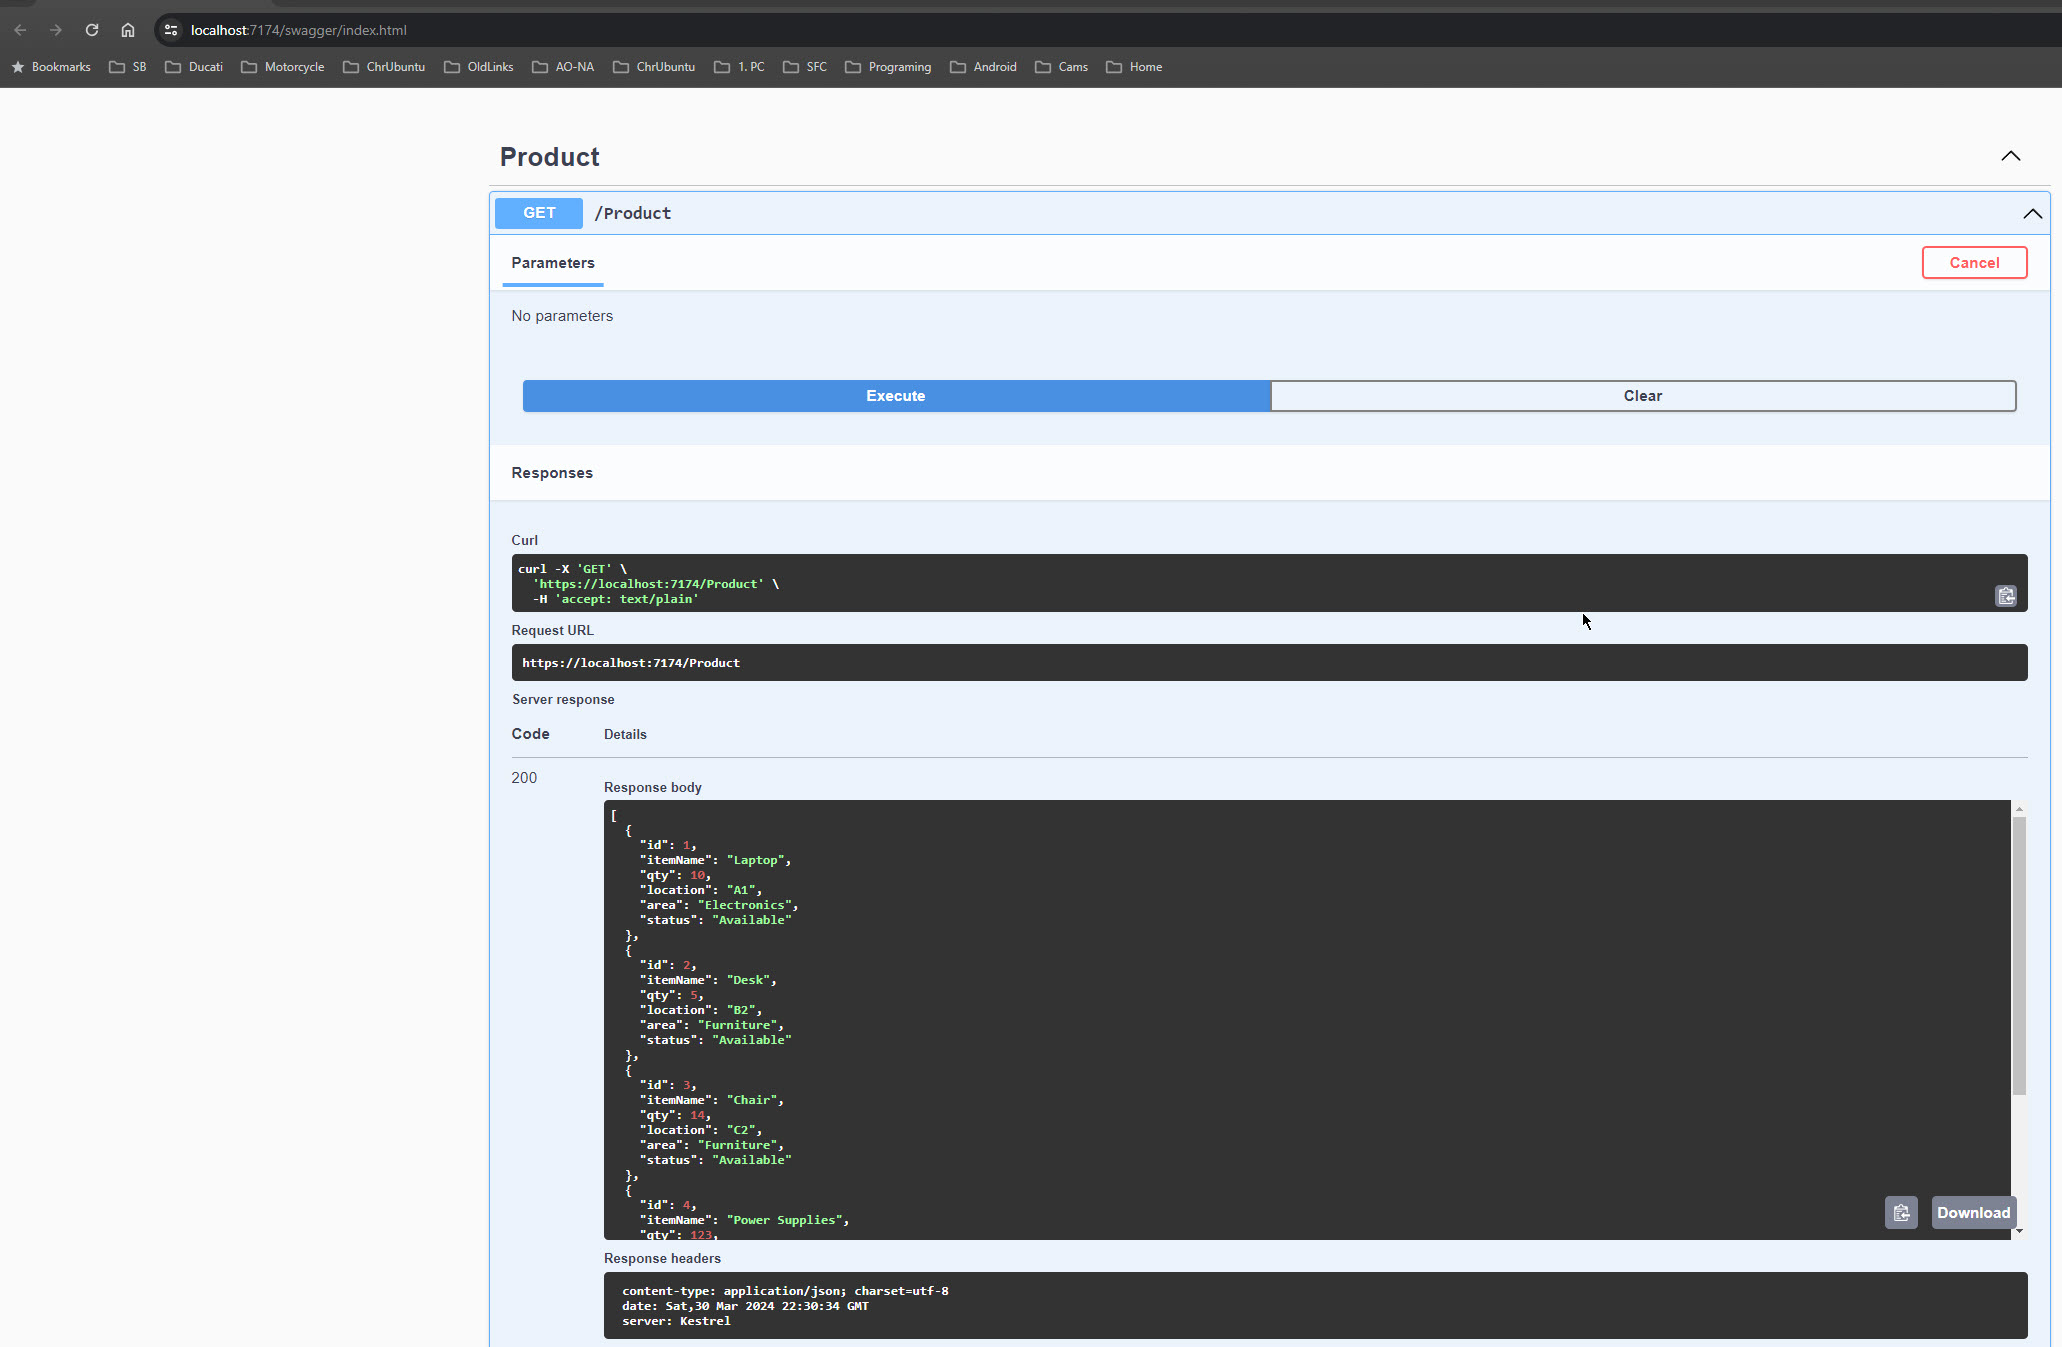 localhost:7174/swagger/index.html
Bookmarks SB Ducati Motorcycle ChrUbuntu OldLinks AO-NA ChrUbuntu 1. PC SFC Programing Android Cams Home
Product
GET /Product
Parameters
Cancel
No parameters
Execute
Clear
Responses
Curl
curl -X 'GET' \
  'https://localhost:7174/Product' \
  -H 'accept: text/plain'
Request URL
https://localhost:7174/Product
Server response
Code Details
200
Response body
[
  {
    "id": 1,
    "itemName": "Laptop",
    "qty": 10,
    "location": "A1",
    "area": "Electronics",
    "status": "Available"
  },
  {
    "id": 2,
    "itemName": "Desk",
    "qty": 5,
    "location": "B2",
    "area": "Furniture",
    "status": "Available"
  },
  {
    "id": 3,
    "itemName": "Chair",
    "qty": 14,
    "location": "C2",
    "area": "Furniture",
    "status": "Available"
  },
  {
    "id": 4,
    "itemName": "Power Supplies",
    "qty": 123,
Download
Response headers
content-type: application/json; charset=utf-8
date: Sat,30 Mar 2024 22:30:34 GMT
server: Kestrel